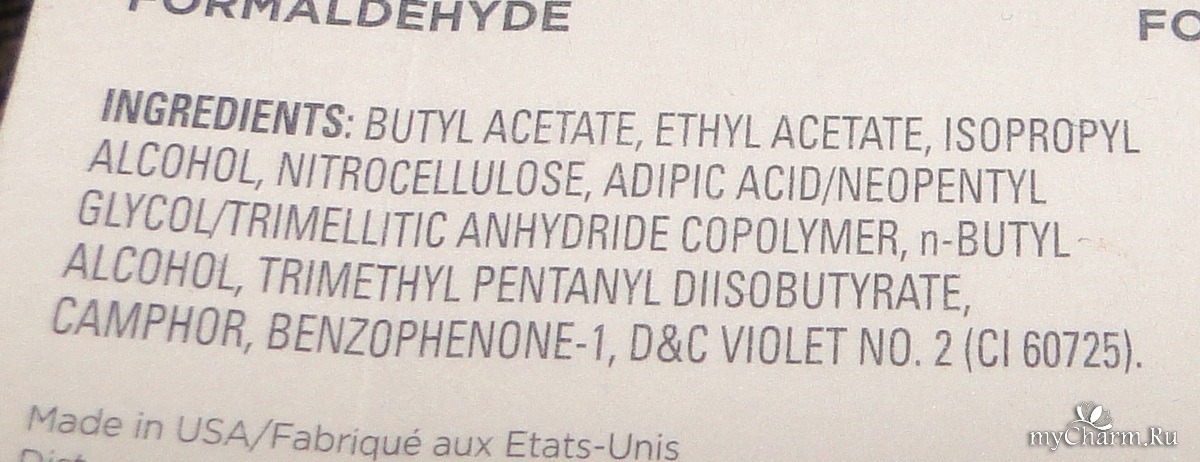 FORMALDEHYDE
FO
INGREDIENTS: BUTYL ACETATE, ETHYL ACETATE, ISOPROPYL
ALCOHOL, NITROCELLULOSE, ADIPIC ACID/NEOPENTYL
GLYCOL/TRIMELLITIC ANHYDRIDE COPOLYMER, n-BUTYL
ALCOHOL, TRIMETHYL PENTANYL DIISOBUTYRATE,
CAMPHOR, BENZOPHENONE-1, D&C VIOLET NO. 2 (CI 60725).
Made in USA/Fabriqué aux Etats-Unis
myCharm.Ru